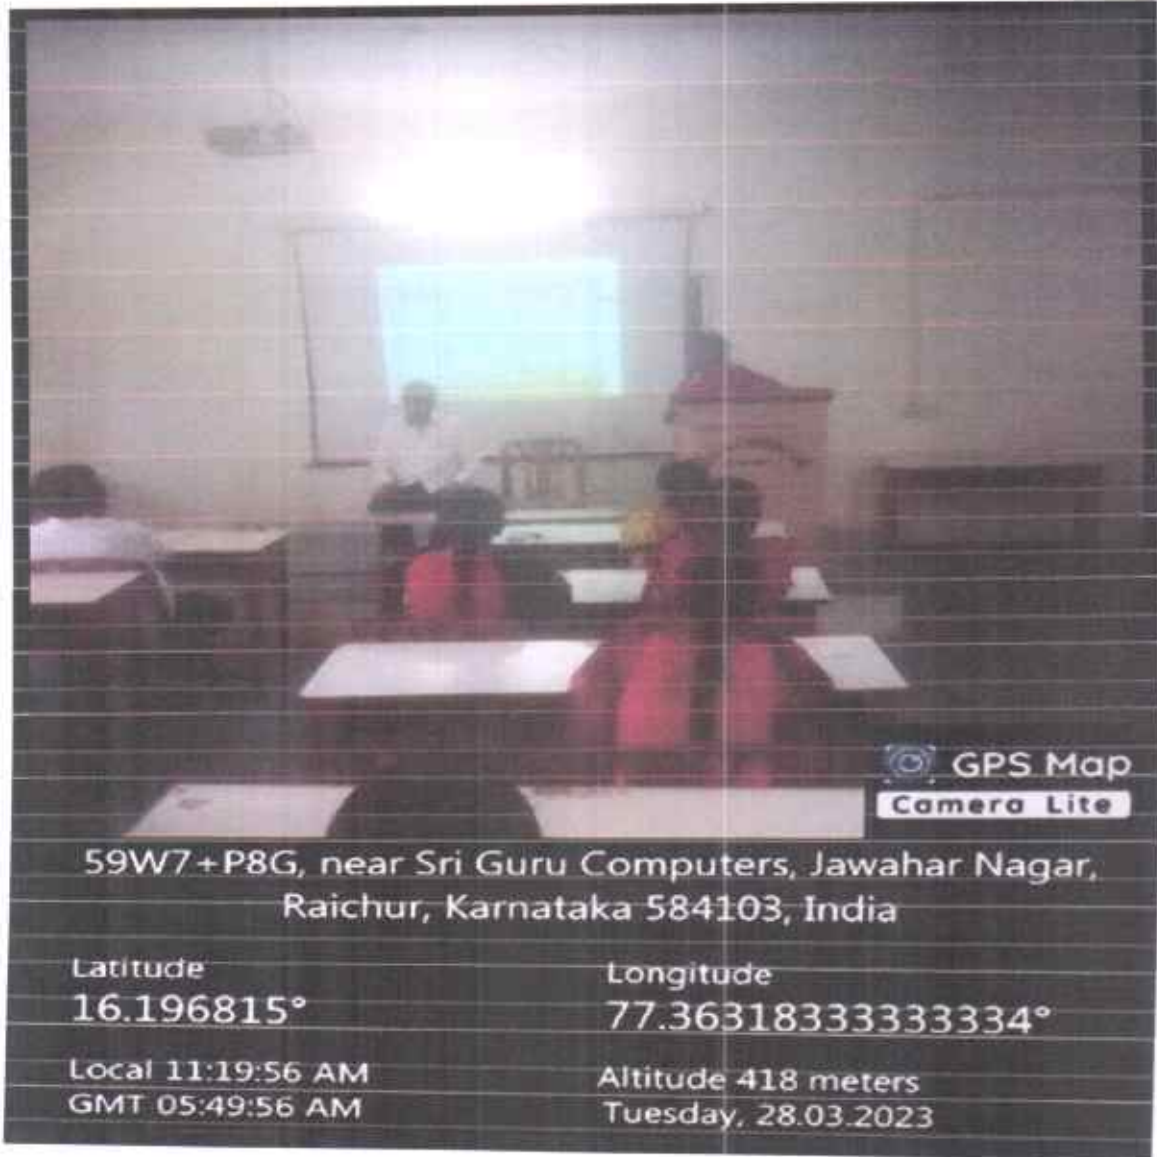 GPS Map
Camera Lite
59W7+P8G, near Sri Guru Computers, Jawahar Nagar,
Raichur, Karnataka 584103, India
Latitude
16.196815°
Longitude
77.36318333333334°
Local 11:19:56 AM
GMT 05:49:56 AM
Altitude 418 meters
Tuesday, 28.03.2023